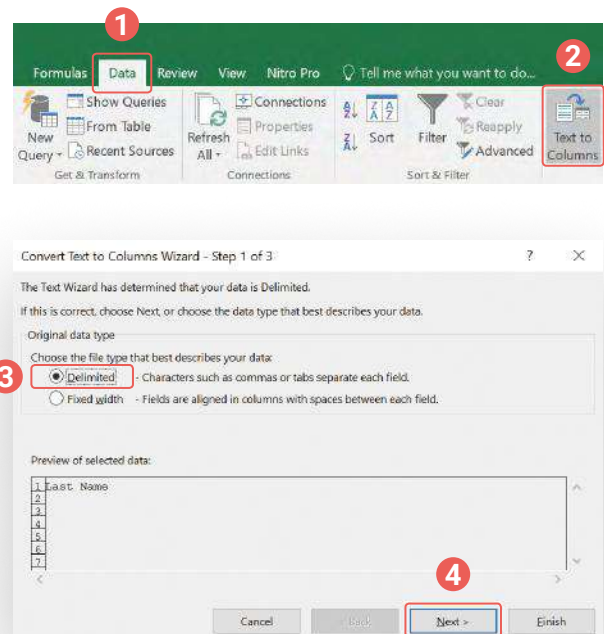 1
2
Formulas Data Review View Nitro Pro Tell me what you want to do...
Show Queries
From Table
Recent Sources
New Query
Get & Transform
Refresh All
Connections
Properties
Edit Links
Connections
Sort
Filter
Clear
Reapply
Advanced
Sort & Filter
Text to Columns
Convert Text to Columns Wizard - Step 1 of 3 ?
The Text Wizard has determined that your data is Delimited.
If this is correct, choose Next, or choose the data type that best describes your data.
Original data type
Choose the file type that best describes your data:
3
Delimited - Characters such as commas or tabs separate each field.
Fixed width - Fields are aligned in columns with spaces between each field.
Preview of selected data:
1 Last Name
2
3
4
5
6
7
4
Cancel < Back Next > Finish